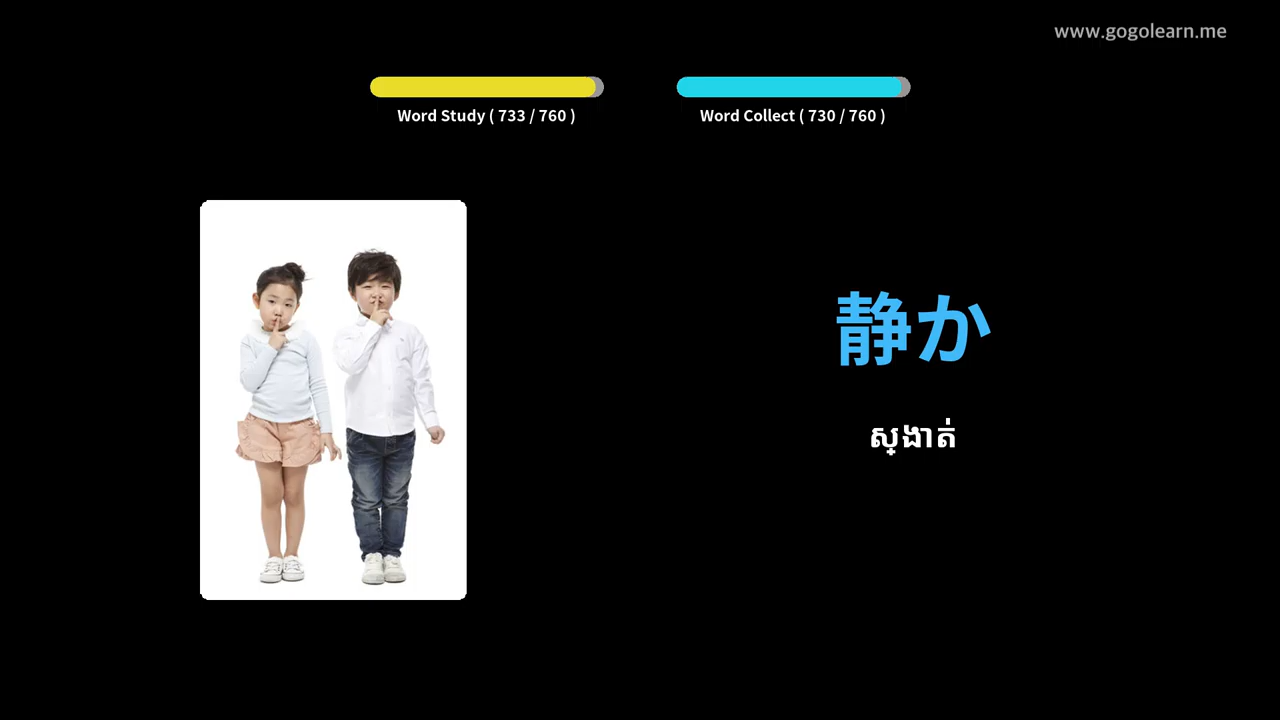 www.gogolearn.me
Word Study ( 733 / 760 )
Word Collect ( 730 / 760 )
静か
ស្ងាត់